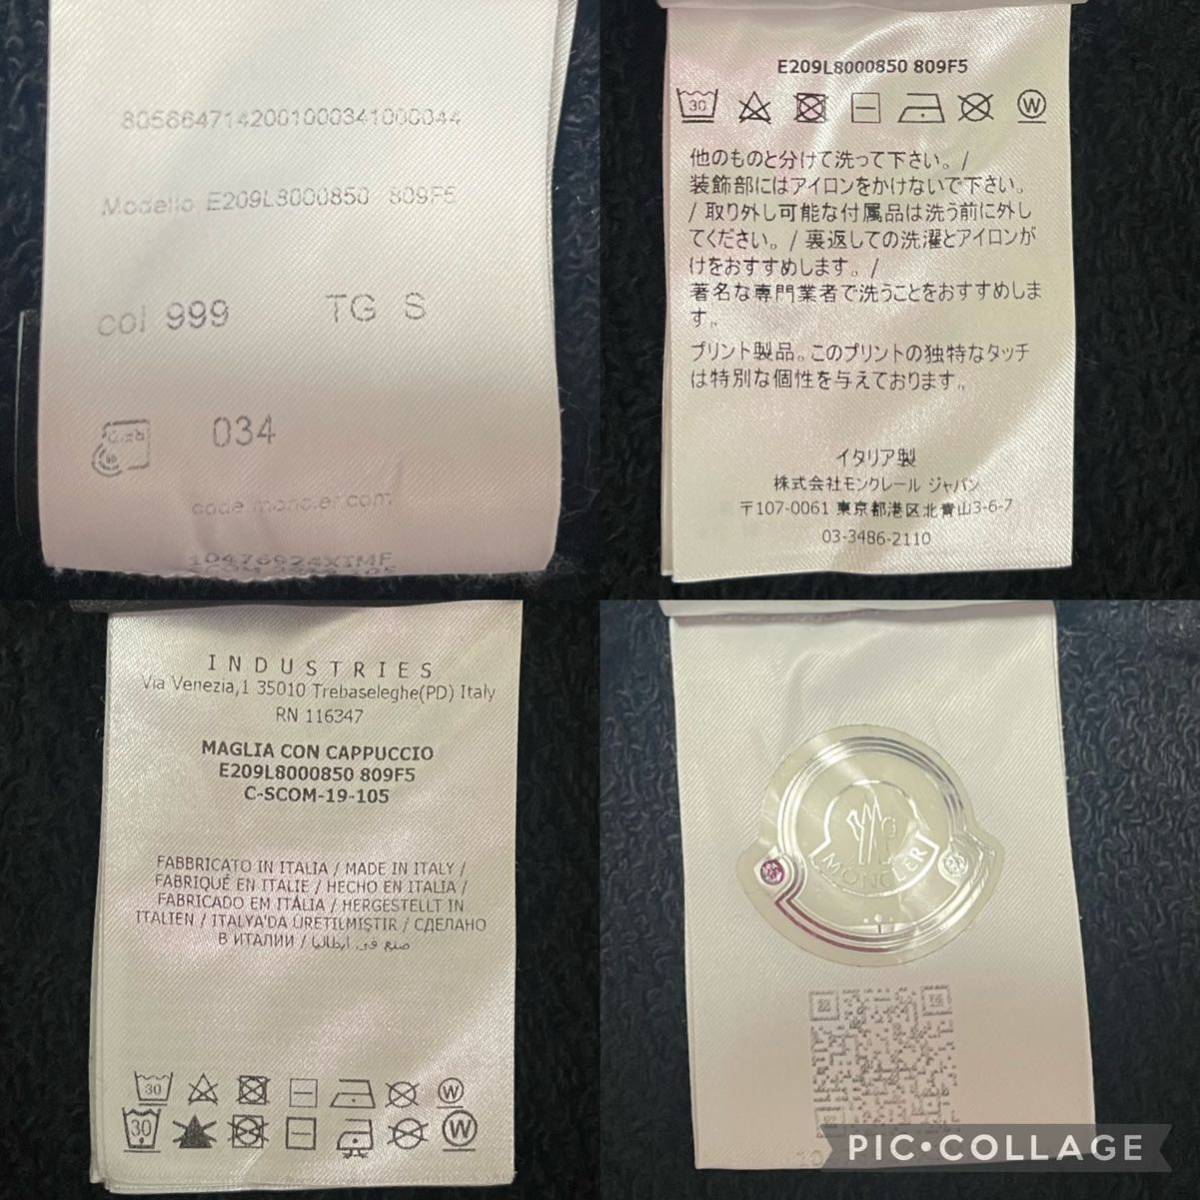 8058647142001000341000044
Modello E209L8000850 809F5
col 999 TG S
034
code.moncler.com
10476924XTMF
E209L8000850 809F5
30
W
他のものと分けて洗って下さい。/
装飾部にはアイロンをかけないで下さい。
/ 取り外し可能な付属品は洗う前に外し
てください。/ 裏返しての洗濯とアイロンが
けをおすすめします。/
著名な専門業者で洗うことをおすすめしま
す。
プリント製品。このプリントの独特なタッチ
は特別な個性を与えております。
イタリア製
株式会社モンクレール ジャパン
〒107-0061 東京都港区北青山3-6-7
03-3486-2110
INDUSTRIES
Via Venezia,1 35010 Trebaseleghe(PD) Italy
RN 116347
MAGLIA CON CAPPUCCIO
E209L8000850 809F5
C-SCOM-19-105
FABBRICATO IN ITALIA / MADE IN ITALY /
FABRIQUÉ EN ITALIE / HECHO EN ITALIA /
FABRICADO EM ITÁLIA / HERGESTELLT IN
ITALIEN / ITALYA'DA ÜRETILMIŞTIR / СДЕЛАНО
В ИТАЛИИ / صنع في ايطاليا
30
W
30
W
MONCLER
PIC•COLLAGE